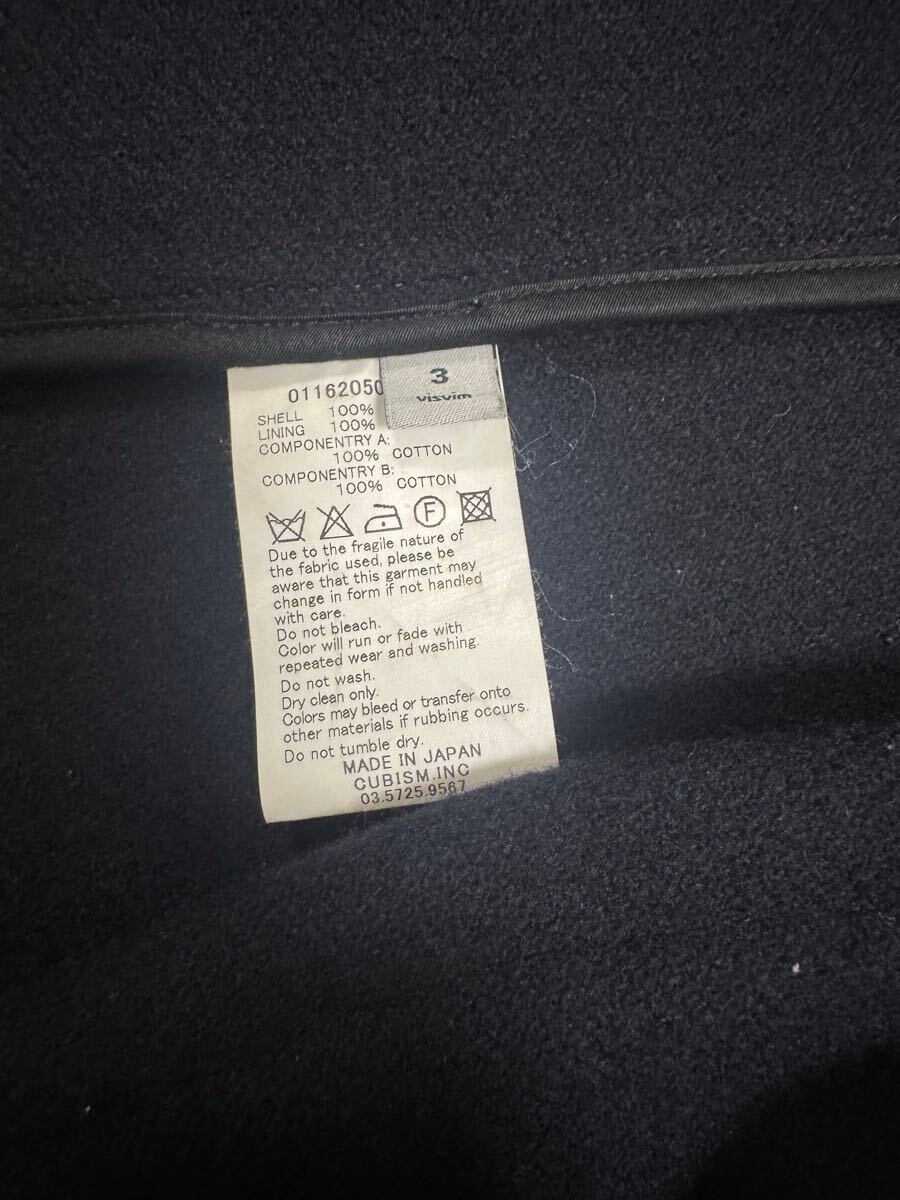 01162050
3
visvim
SHELL 100%
LINING 100%
COMPONENTRY A:
100% COTTON
COMPONENTRY B:
100% COTTON
F
Due to the fragile nature of
the fabric used, please be
aware that this garment may
change in form if not handled
with care.
Do not bleach.
Color will run or fade with
repeated wear and washing.
Do not wash.
Dry clean only.
Colors may bleed or transfer onto
other materials if rubbing occurs.
Do not tumble dry.
MADE IN JAPAN
CUBISM.INC
03.5725.9567